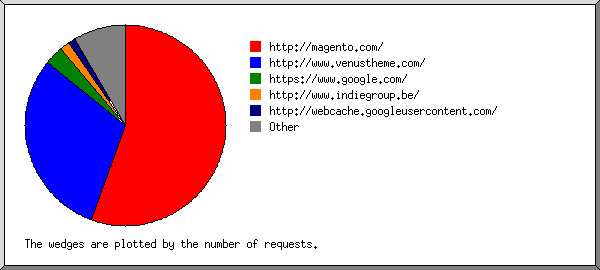 http://magento.com/
http://www.venustheme.com/
https://www.google.com/
http://www.indiegroup.be/
http://webcache.googleusercontent.com/
Other
The wedges are plotted by the number of requests.